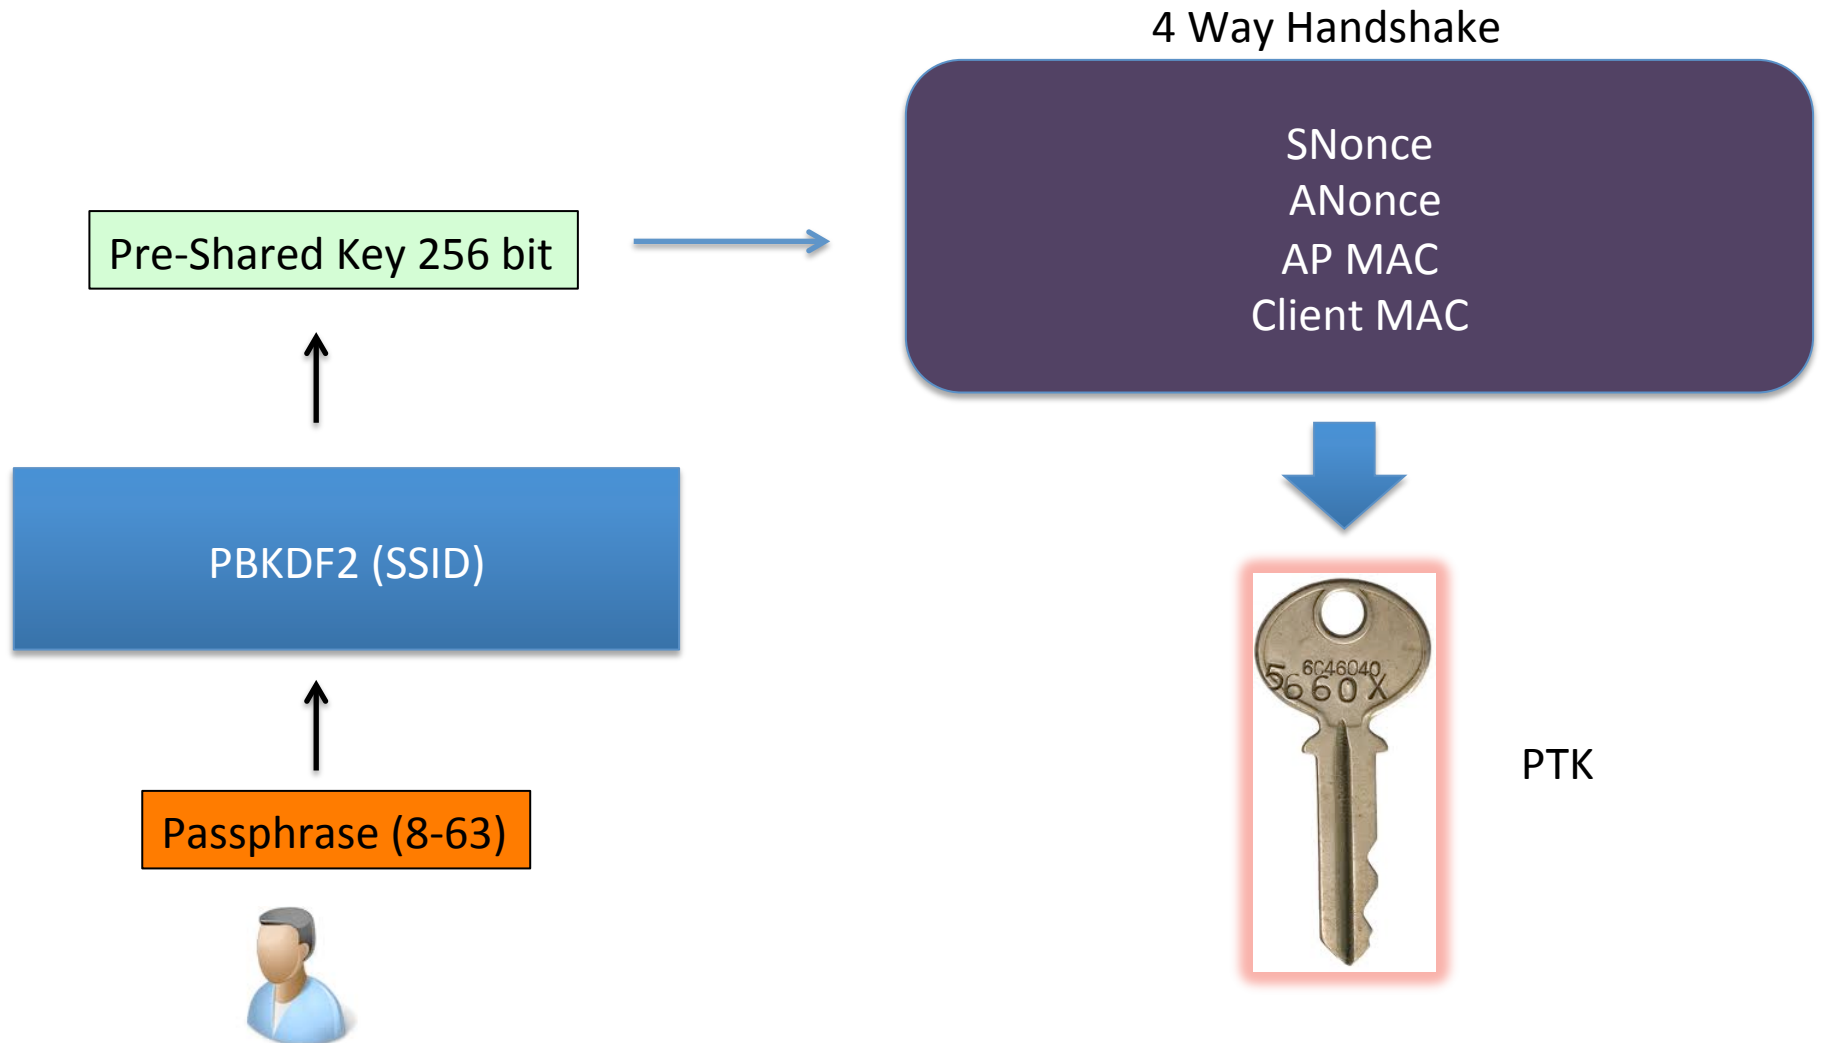 4 Way Handshake
SNonce
ANonce
AP MAC
Client MAC
Pre-Shared Key 256 bit
PBKDF2 (SSID)
Passphrase (8-63)
6C46040
5660X
PTK